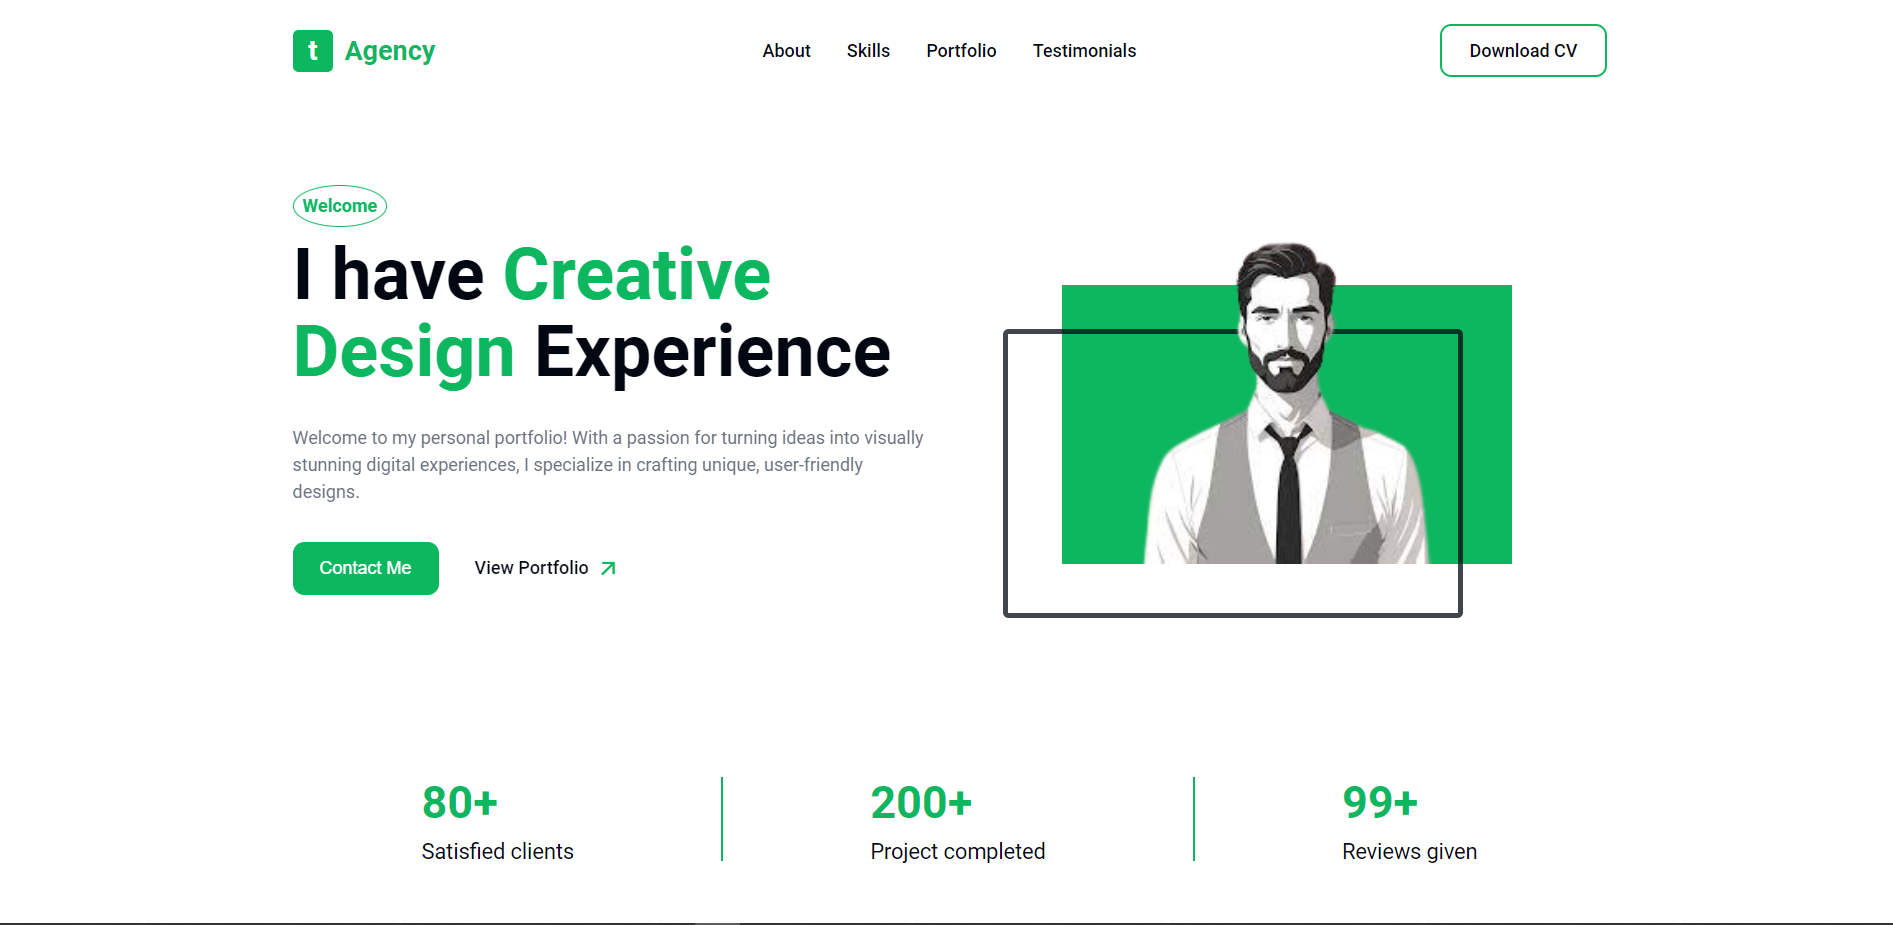 t Agency
About Skills Portfolio Testimonials
Download CV
Welcome
I have Creative
Design Experience
Welcome to my personal portfolio! With a passion for turning ideas into visually
stunning digital experiences, I specialize in crafting unique, user-friendly
designs.
Contact Me
View Portfolio
80+
Satisfied clients
200+
Project completed
99+
Reviews given